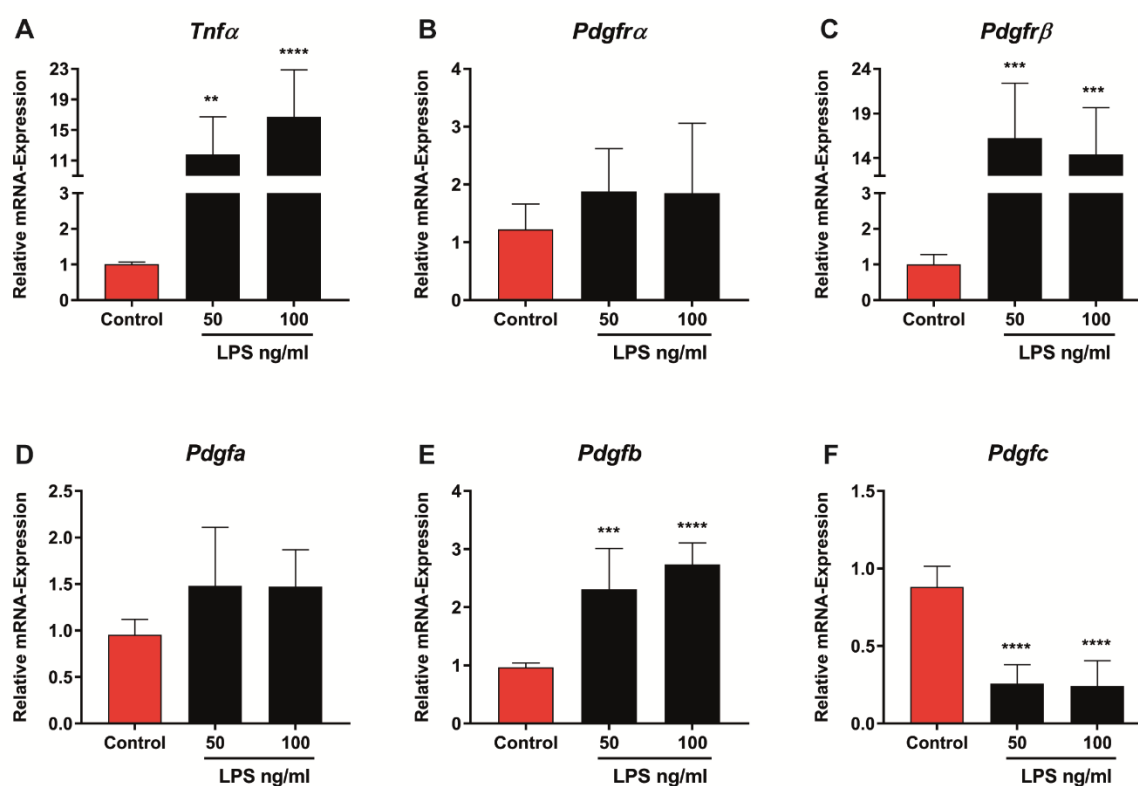 A
Tnfα
Relative mRNA-Expression
23
19
15
11
3
2
1
0
**
****
Control
50
100
LPS ng/ml
B
Pdgfrα
Relative mRNA-Expression
4
3
2
1
0
Control
50
100
LPS ng/ml
C
Pdgfrβ
Relative mRNA-Expression
24
19
14
3
2
1
0
***
***
Control
50
100
LPS ng/ml
D
Pdgfa
Relative mRNA-Expression
2.5
2.0
1.5
1.0
0.5
0.0
Control
50
100
LPS ng/ml
E
Pdgfb
Relative mRNA-Expression
4
3
2
1
0
***
****
Control
50
100
LPS ng/ml
F
Pdgfc
Relative mRNA-Expression
1.5
1.0
0.5
0.0
****
****
Control
50
100
LPS ng/ml